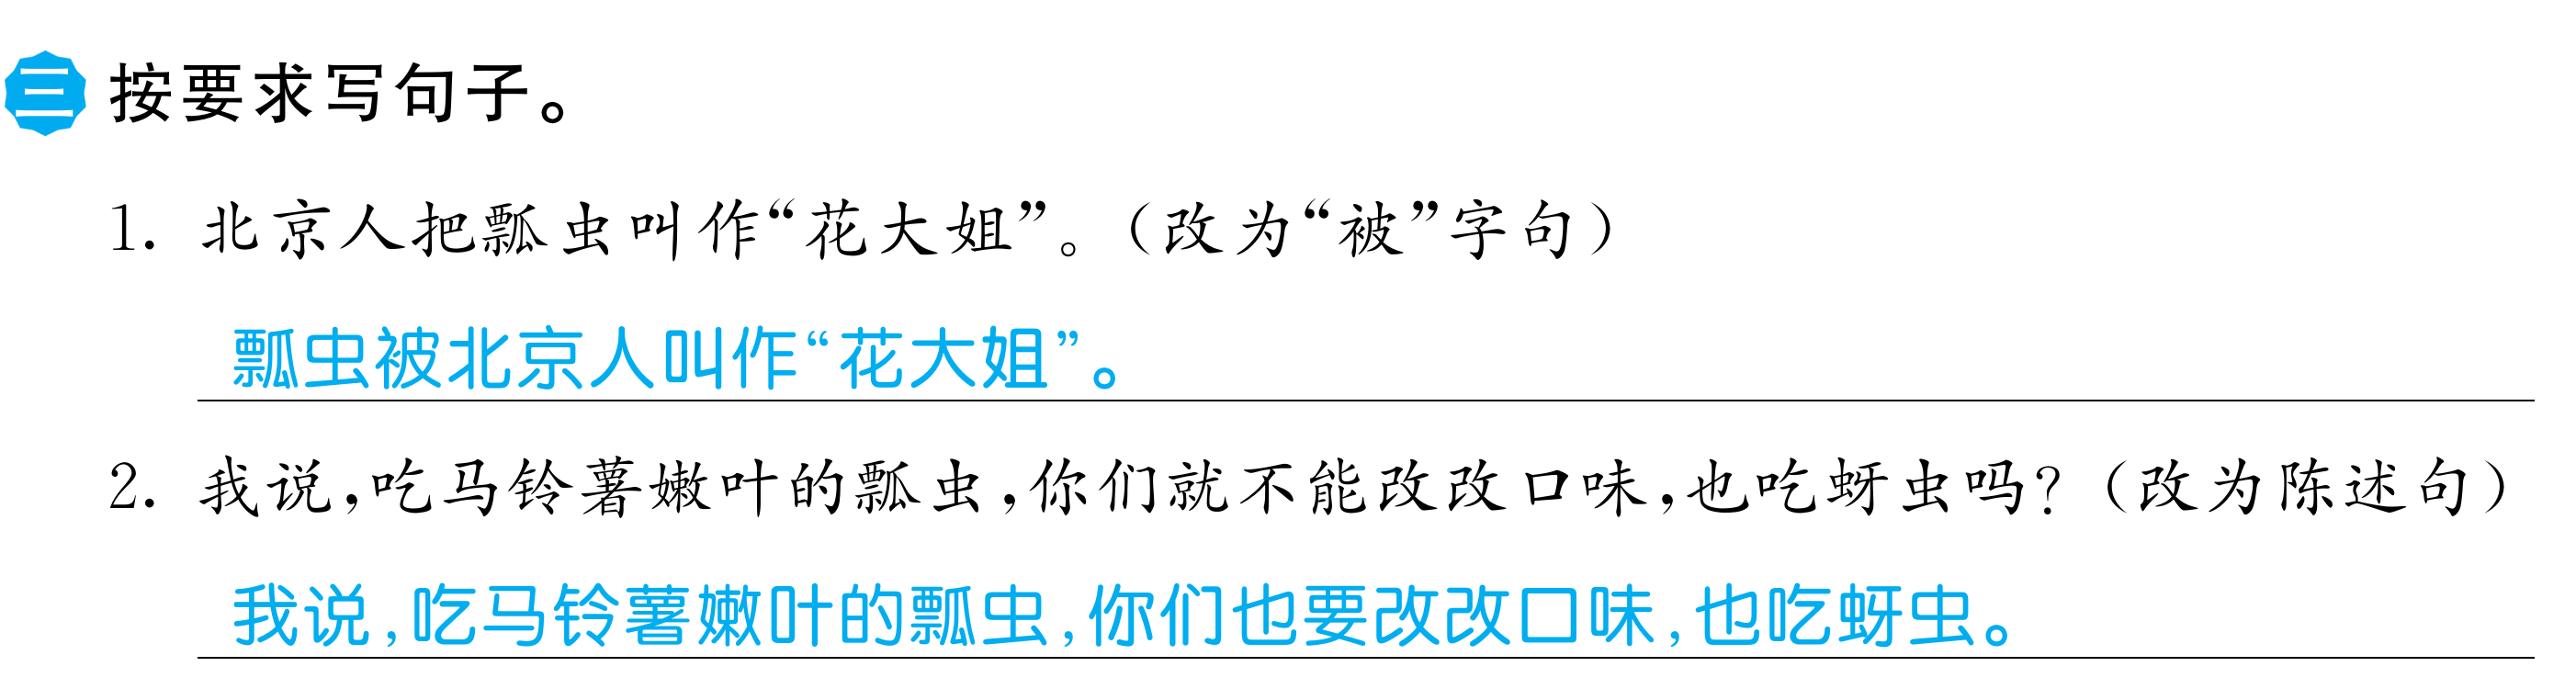 三 按要求写句子。
1. 北京人把瓢虫叫作“花大姐”。（改为“被”字句）
瓢虫被北京人叫作“花大姐”。
2. 我说,吃马铃薯嫩叶的瓢虫,你们就不能改改口味,也吃蚜虫吗?（改为陈述句）
我说,吃马铃薯嫩叶的瓢虫,你们也要改改口味,也吃蚜虫。